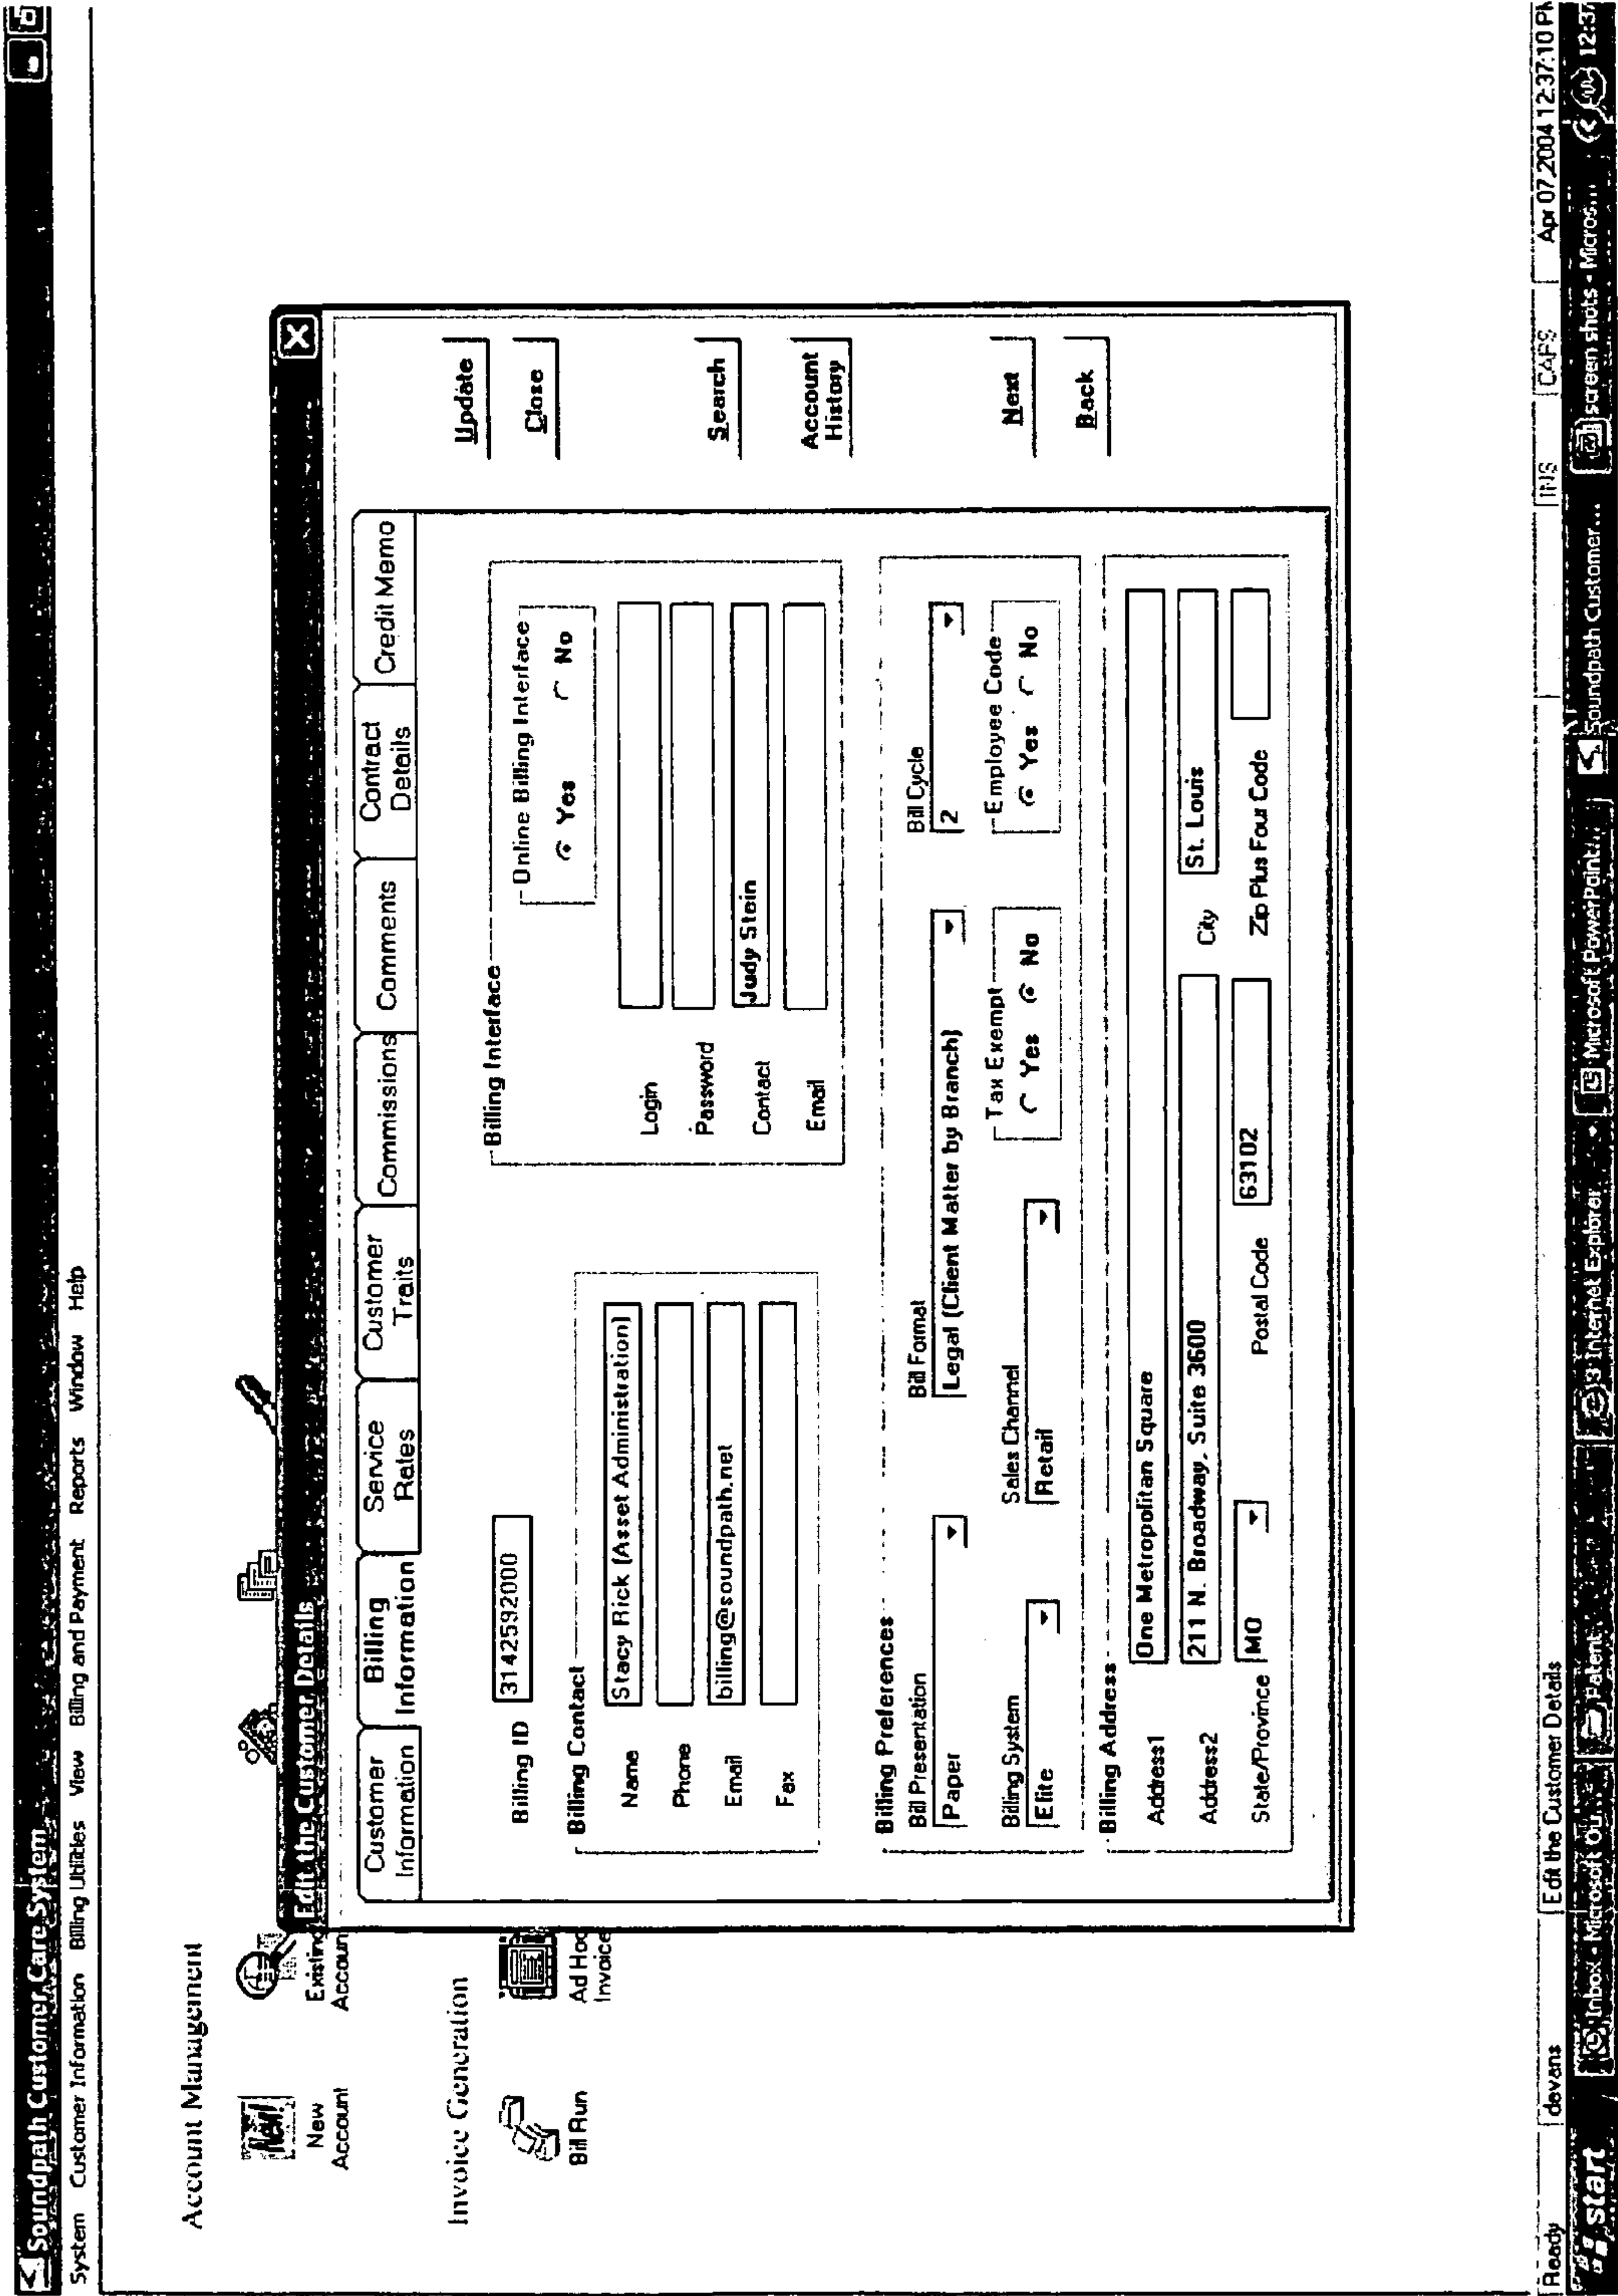 Soundpath Customer Care System
System Customer Information Billing Utilities View Billing and Payment Reports Window Help
Account Management
New Account
Existing Accoun
Invoice Generation
Bill Run
Ad Hoc Invoice
Edit the Customer Details
Customer Information
Billing Information
Service Rates
Customer Traits
Commissions
Comments
Contract Details
Credit Memo
Billing ID 3142592000
Billing Contact
Name Stacy Rick (Asset Administration)
Phone
Email billing@soundpath.net
Fax
Billing Interface
Online Billing Interface
Yes No
Login
Password
Contact Judy Stein
Email
Billing Preferences
Bill Presentation Bill Format Bill Cycle
Paper Legal (Client Matter by Branch) 2
Billing System Sales Channel Tax Exempt Employee Code
Elite Retail Yes No Yes No
Billing Address
Address1 One Metropolitan Square
Address2 211 N. Broadway, Suite 3600 City St. Louis
State/Province MO Postal Code 63102 Zip Plus Four Code
Update
Close
Search
Account History
Next
Back
Ready devans Edit the Customer Details INS CAPS Apr 07,2004 12:37:10 PM
start Inbox - Microsoft Patent 3 Internet Explorer Microsoft PowerPoint Soundpath Customer... screen shots - Micros... 12:37